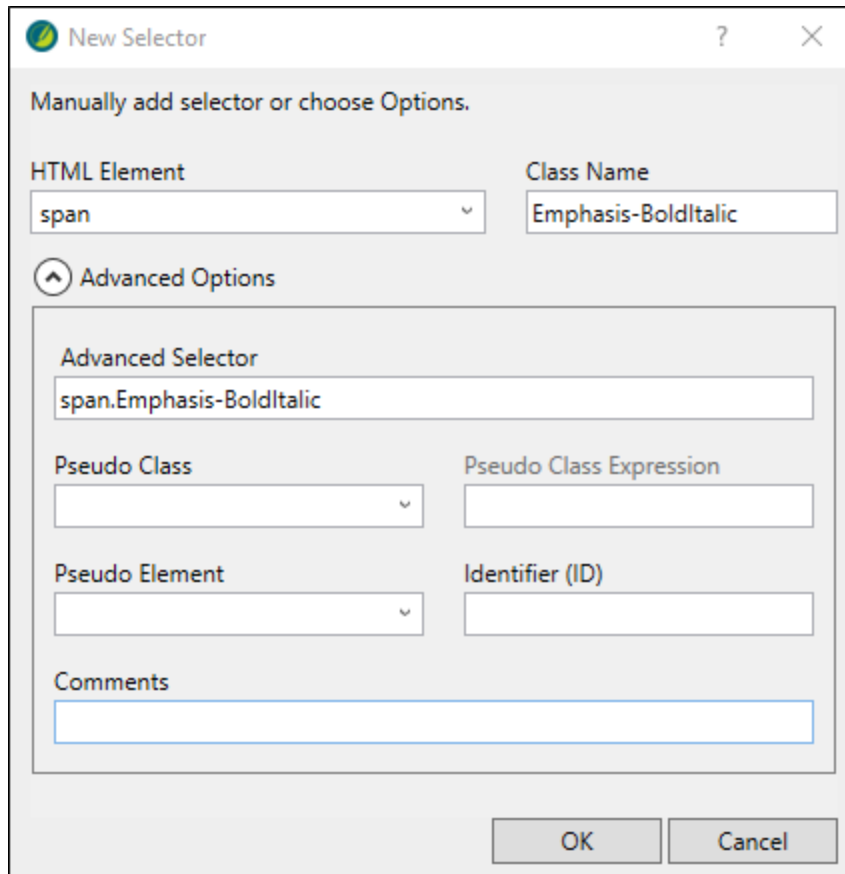 New Selector
?
Manually add selector or choose Options.
HTML Element
Class Name
span
Emphasis-BoldItalic
Advanced Options
Advanced Selector
span.Emphasis-BoldItalic
Pseudo Class
Pseudo Class Expression
Pseudo Element
Identifier (ID)
Comments
OK
Cancel